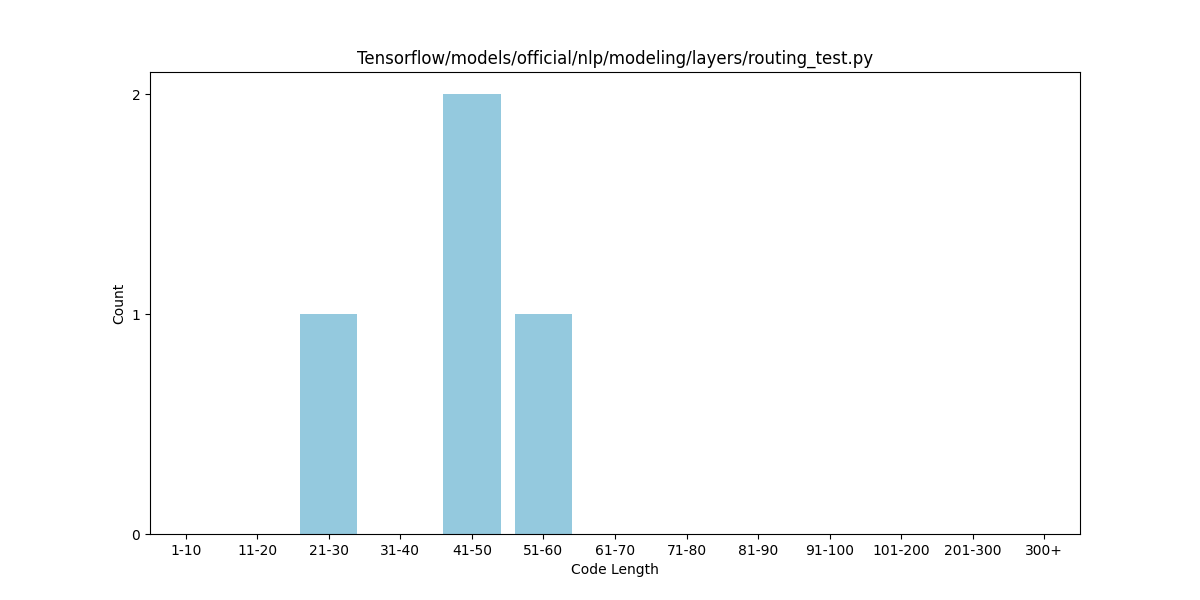 Tensorflow/models/official/nlp/modeling/layers/routing_test.py
2
1
0
Count
1-10 11-20 21-30 31-40 41-50 51-60 61-70 71-80 81-90 91-100 101-200 201-300 300+
Code Length